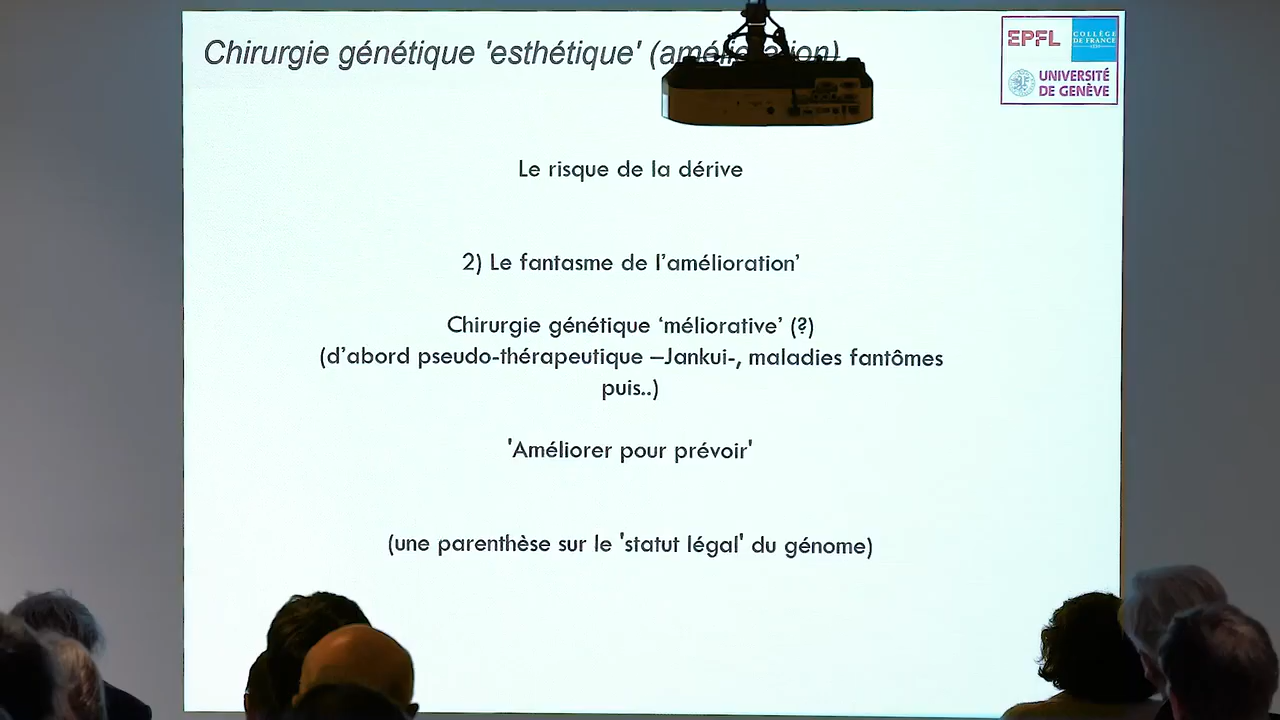 Chirurgie génétique 'esthétique' (amélioration)
EPFL
COLLÈGE
DE FRANCE
1530
UNIVERSITÉ
DE GENÈVE
Le risque de la dérive
2) Le fantasme de l’amélioration’
Chirurgie génétique ‘méliorative’ (?)
(d’abord pseudo-thérapeutique –Jankui-, maladies fantômes
puis..)
'Améliorer pour prévoir'
(une parenthèse sur le 'statut légal' du génome)